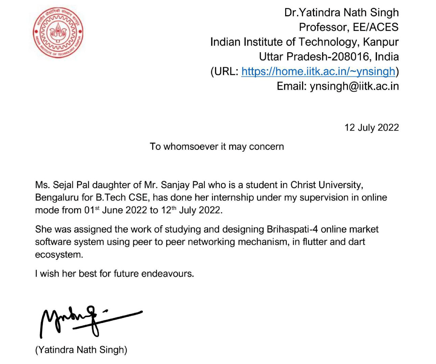 Dr.Yatindra Nath Singh
Professor, EE/ACES
Indian Institute of Technology, Kanpur
Uttar Pradesh-208016, India
(URL: https://home.iitk.ac.in/~ynsingh)
Email: ynsingh@iitk.ac.in
12 July 2022
To whomsoever it may concern
Ms. Sejal Pal daughter of Mr. Sanjay Pal who is a student in Christ University,
Bengaluru for B.Tech CSE, has done her internship under my supervision in online
mode from 01st June 2022 to 12th July 2022.
She was assigned the work of studying and designing Brihaspati-4 online market
software system using peer to peer networking mechanism, in flutter and dart
ecosystem.
I wish her best for future endeavours.
(Yatindra Nath Singh)